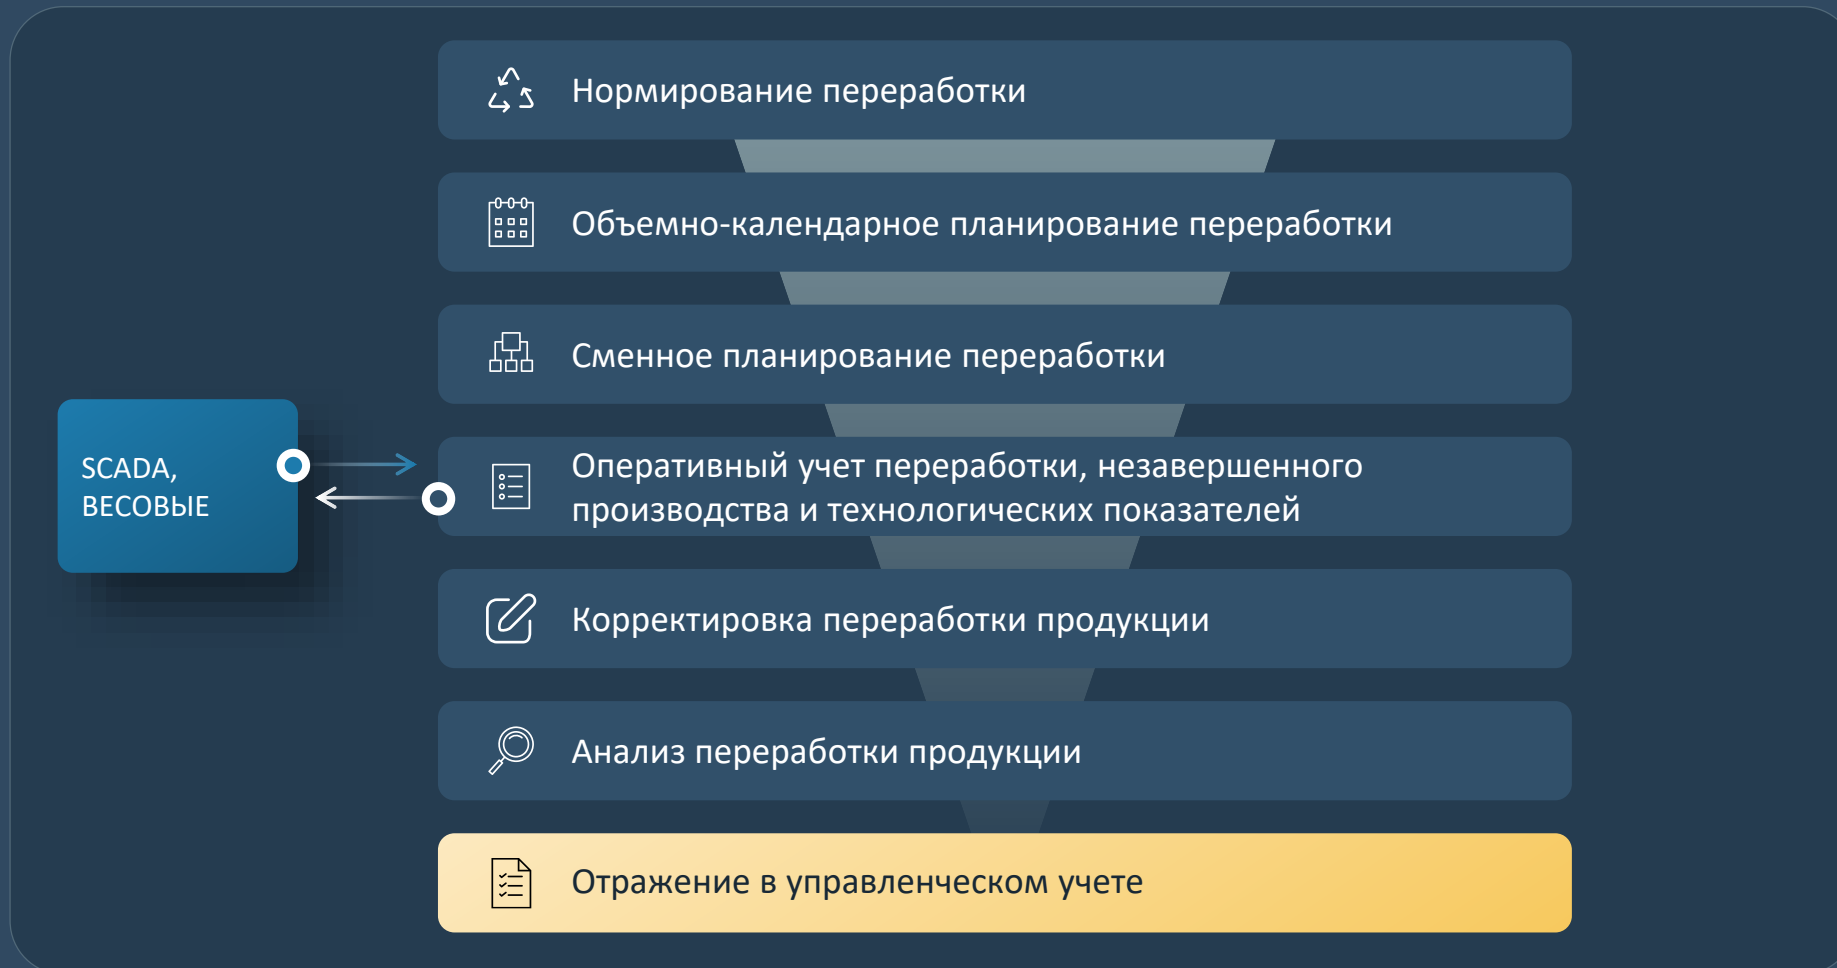 Нормирование переработки
Объемно-календарное планирование переработки
Сменное планирование переработки
SCADA,
ВЕСОВЫЕ
Оперативный учет переработки, незавершенного
производства и технологических показателей
Корректировка переработки продукции
Анализ переработки продукции
Отражение в управленческом учете